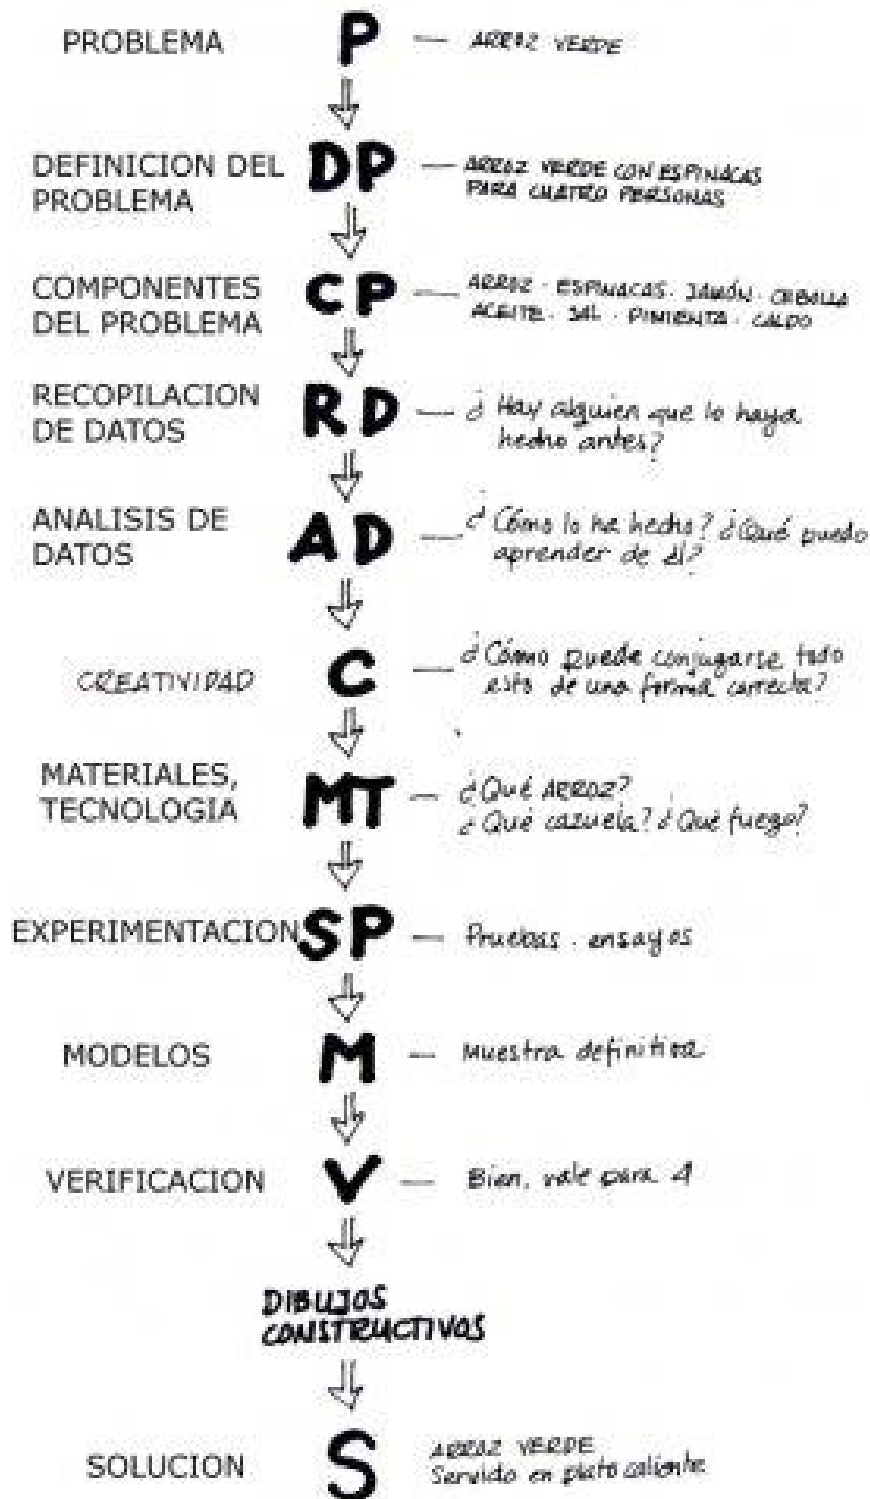 PROBLEMA P — ARROZ VERDE
DEFINICION DEL DP — ARROZ VERDE CON ESPINACAS
PROBLEMA PARA CUATRO PERSONAS
COMPONENTES CP — ARROZ · ESPINACAS · JAMÓN · CEBOLLA
DEL PROBLEMA ACEITE · SAL · PIMIENTA · CALDO
RECOPILACION RD — ¿Hay alguien que lo haya
DE DATOS hecho antes?
ANALISIS DE AD — ¿Cómo lo ha hecho? ¿Qué puedo
DATOS aprender de él?
CREATIVIDAD C — ¿Cómo puede conjugarse todo
esto de una forma correcta?
MATERIALES, MT — ¿Qué ARROZ?
TECNOLOGIA ¿Qué cazuela? ¿Qué fuego?
EXPERIMENTACION SP — Pruebas · ensayos
MODELOS M — Muestra definitiva
VERIFICACION V — Bien, vale para 4
DIBUJOS
CONSTRUCTIVOS
SOLUCION S ARROZ VERDE
Servido en plato caliente